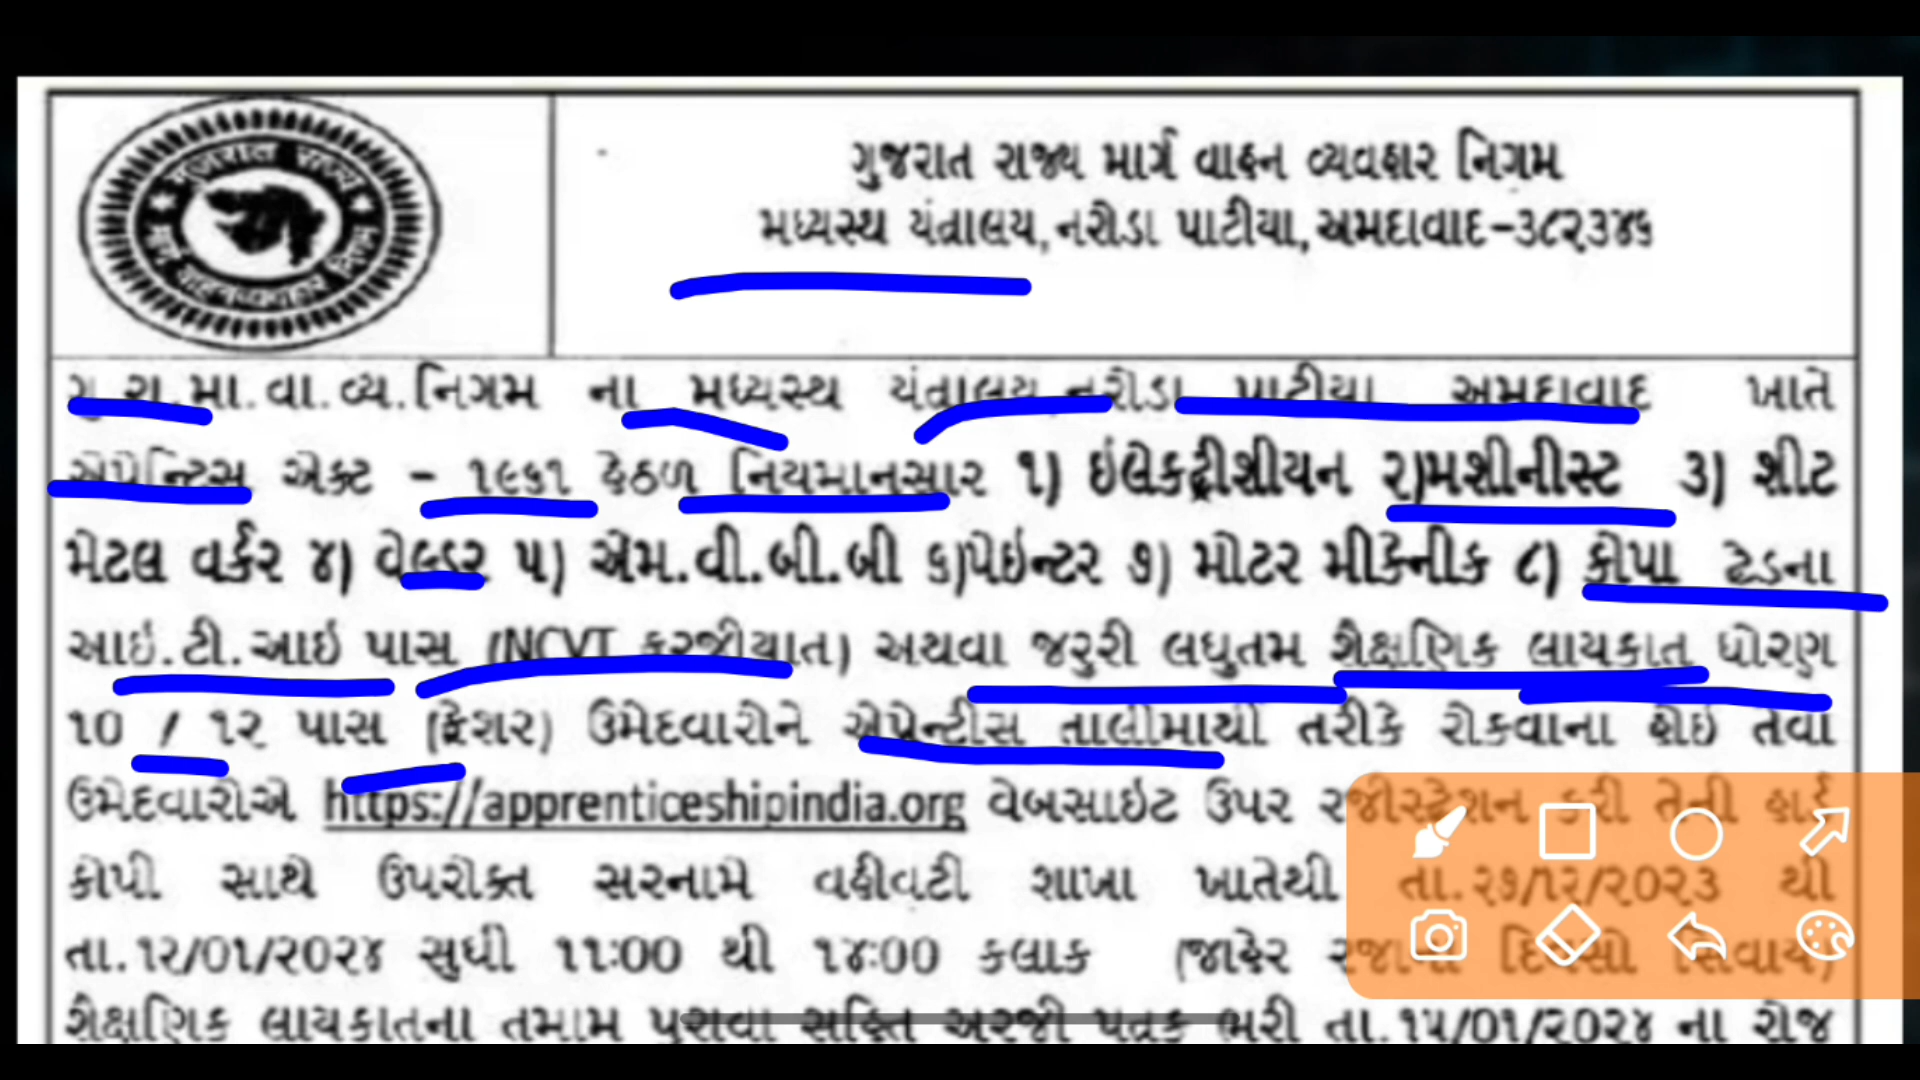 ગુજરાત રાજ્ય માર્ગ વાહન વ્યવહાર નિગમ
મધ્યસ્થ યંત્રાલય,નરોડા પાટીયા,અમદાવાદ-૩૮૨૩૪૬
ગુ.રા.મા.વા.વ્ય.નિગમ ના મધ્યસ્થ યંત્રાલય,નરોડા પાટીયા અમદાવાદ ખાતે
એપ્રેન્ટિસ એક્ટ - ૧૯૬૧ હેઠળ નિયમાનસાર ૧) ઇલેકટ્રીશીયન ૨)મશીનીસ્ટ ૩) શીટ
મેટલ વર્કર ૪) વેલ્ડર ૫) એમ.વી.બી.બી ૬)પેઇન્ટર ૭) મોટર મીકેનીક ૮) કોપા ટ્રેડના
આઇ.ટી.આઇ પાસ (NCVT ફરજીયાત) અથવા જરુરી લઘુતમ શૈક્ષણિક લાયકાત ધોરણ
૧૦ / ૧૨ પાસ (ફ્રેશર) ઉમેદવારોને એપ્રેન્ટીસ તાલીમાર્થી તરીકે રોકવાના હોઇ તેવા
ઉમેદવારોએ https://apprenticeshipindia.org વેબસાઇટ ઉપર રજીસ્ટ્રેશન કરી તેની હાર્ડ
કોપી સાથે ઉપરોક્ત સરનામે વહીવટી શાખા ખાતેથી તા.૨૭/૧૨/૨૦૨૩ થી
તા.૧૨/૦૧/૨૦૨૪ સુધી ૧૧:૦૦ થી ૧૪:૦૦ કલાક (જાહેર રજાના દિવસો સિવાય)
શૈક્ષણિક લાયકાતના તમામ પુરાવા સહિત અરજી પત્રક ભરી તા.૧૫/૦૧/૨૦૨૪ ના રોજ